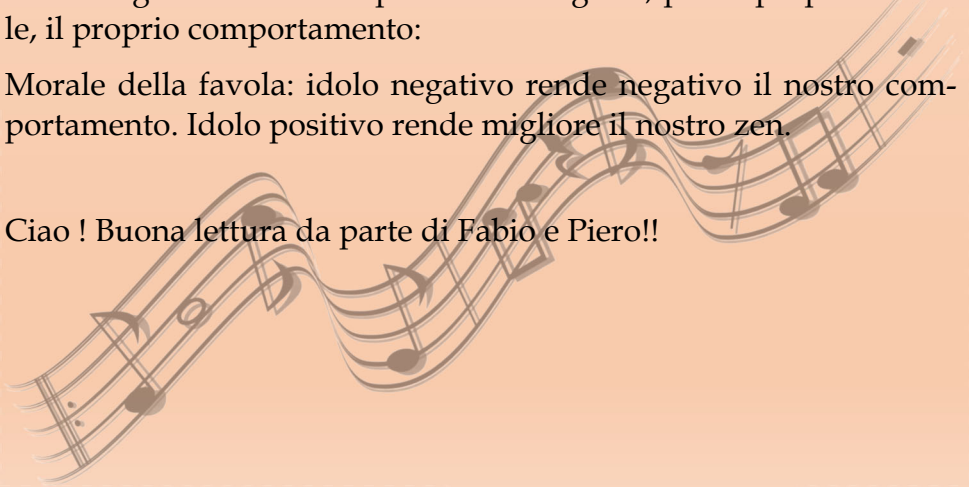 le, il proprio comportamento:
Morale della favola: idolo negativo rende negativo il nostro com-
portamento. Idolo positivo rende migliore il nostro zen.
Ciao ! Buona lettura da parte di Fabio e Piero!!